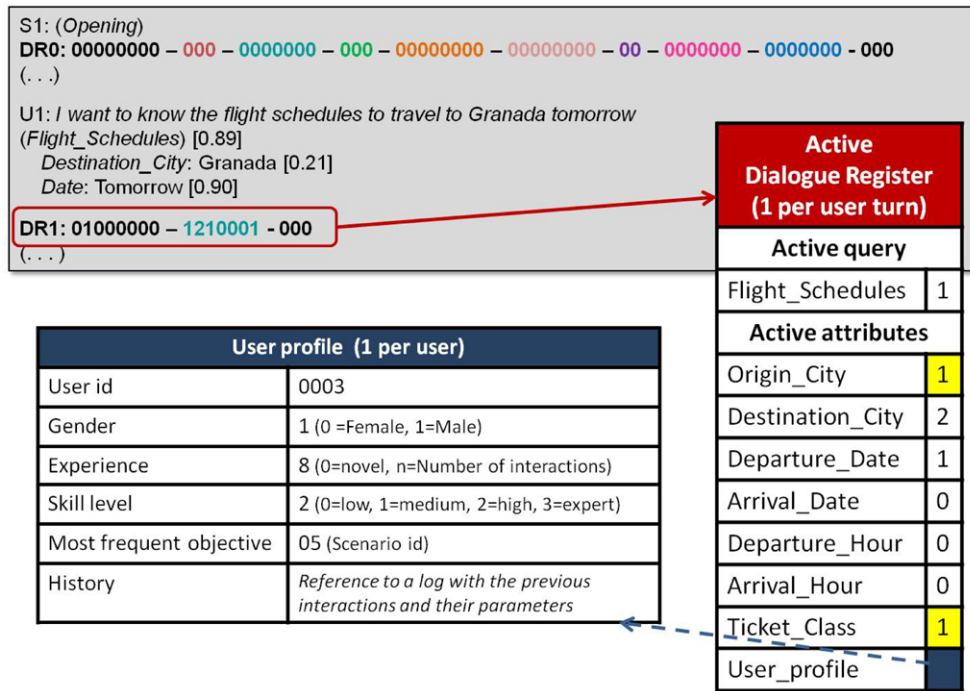 S1: (Opening)
DR0: 00000000 – 000 – 0000000 – 000 – 00000000 – 00000000 – 00 – 0000000 – 0000000 - 000
(. . .)
U1: I want to know the flight schedules to travel to Granada tomorrow
(Flight_Schedules) [0.89]
Destination_City: Granada [0.21]
Date: Tomorrow [0.90]
DR1: 01000000 – 1210001 - 000
(. . .)
Active
Dialogue Register
(1 per user turn)
Active query
Flight_Schedules 1
Active attributes
Origin_City 1
Destination_City 2
Departure_Date 1
Arrival_Date 0
Departure_Hour 0
Arrival_Hour 0
Ticket_Class 1
User_profile
User profile (1 per user)
User id 0003
Gender 1 (0 =Female, 1=Male)
Experience 8 (0=novel, n=Number of interactions)
Skill level 2 (0=low, 1=medium, 2=high, 3=expert)
Most frequent objective 05 (Scenario id)
History Reference to a log with the previous
interactions and their parameters